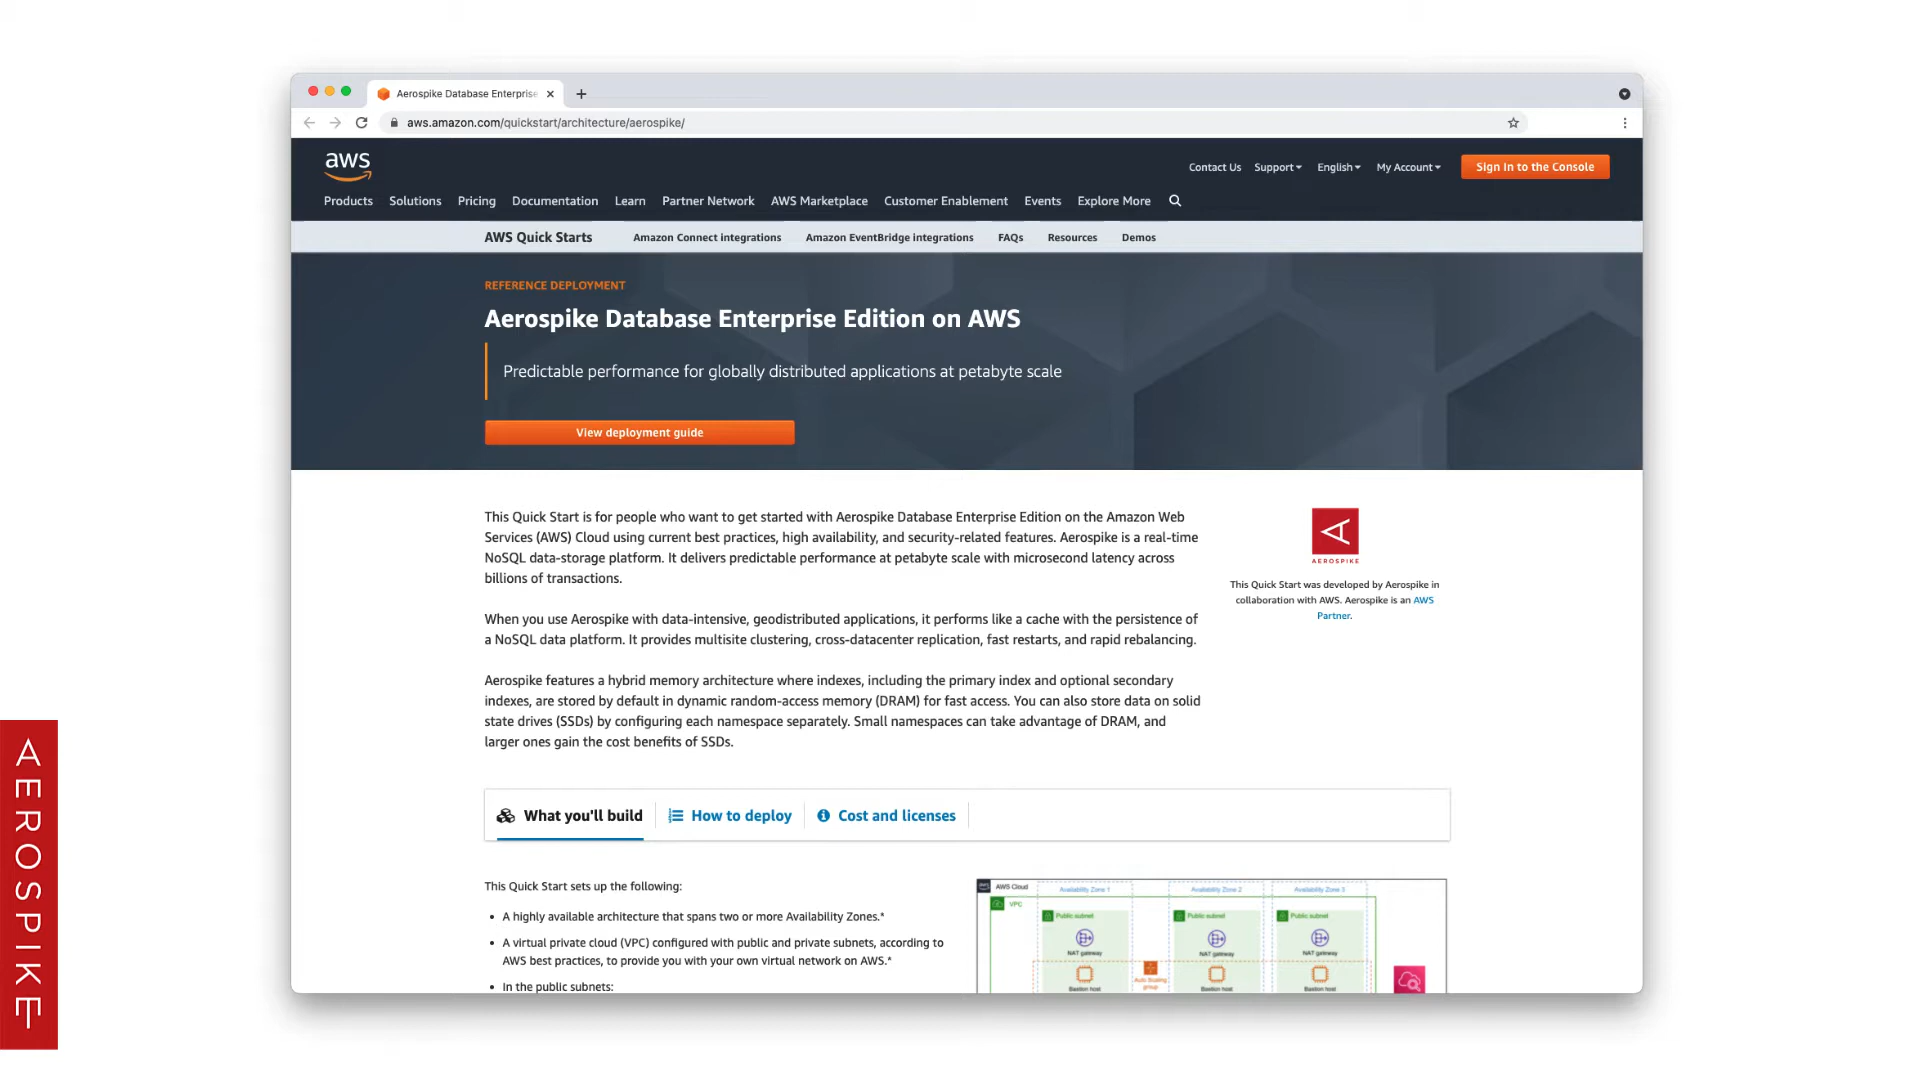 Aerospike Database Enterprise
aws.amazon.com/quickstart/architecture/aerospike/
aws
Contact Us Support English My Account Sign In to the Console
Products Solutions Pricing Documentation Learn Partner Network AWS Marketplace Customer Enablement Events Explore More
AWS Quick Starts Amazon Connect integrations Amazon EventBridge integrations FAQs Resources Demos
REFERENCE DEPLOYMENT
Aerospike Database Enterprise Edition on AWS
Predictable performance for globally distributed applications at petabyte scale
View deployment guide
This Quick Start is for people who want to get started with Aerospike Database Enterprise Edition on the Amazon Web
Services (AWS) Cloud using current best practices, high availability, and security-related features. Aerospike is a real-time
NoSQL data-storage platform. It delivers predictable performance at petabyte scale with microsecond latency across
billions of transactions.
When you use Aerospike with data-intensive, geodistributed applications, it performs like a cache with the persistence of
a NoSQL data platform. It provides multisite clustering, cross-datacenter replication, fast restarts, and rapid rebalancing.
Aerospike features a hybrid memory architecture where indexes, including the primary index and optional secondary
indexes, are stored by default in dynamic random-access memory (DRAM) for fast access. You can also store data on solid
state drives (SSDs) by configuring each namespace separately. Small namespaces can take advantage of DRAM, and
larger ones gain the cost benefits of SSDs.
AEROSPIKE
This Quick Start was developed by Aerospike in
collaboration with AWS. Aerospike is an AWS
Partner.
What you'll build How to deploy Cost and licenses
This Quick Start sets up the following:
• A highly available architecture that spans two or more Availability Zones.*
• A virtual private cloud (VPC) configured with public and private subnets, according to
AWS best practices, to provide you with your own virtual network on AWS.*
• In the public subnets:
AWS Cloud Availability Zone 1 Availability Zone 2 Availability Zone 3
VPC
Public subnet Public subnet Public subnet
NAT gateway NAT gateway NAT gateway
Auto Scaling
group
Bastion host Bastion host Bastion host
AEROSPIKE